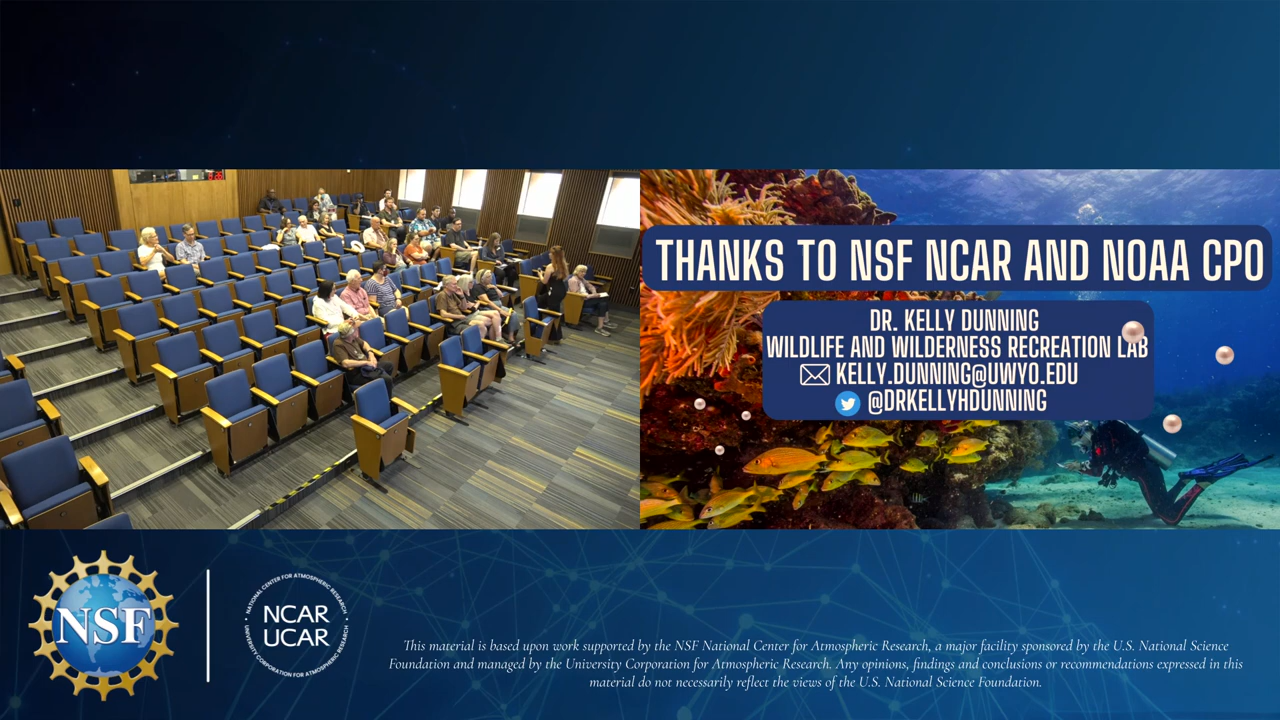 THANKS TO NSF NCAR AND NOAA CPO
DR. KELLY DUNNING
WILDLIFE AND WILDERNESS RECREATION LAB
KELLY.DUNNING@UWYO.EDU
@DRKELLYHDUNNING
NSF
NATIONAL CENTER FOR ATMOSPHERIC RESEARCH
NCAR
UCAR
UNIVERSITY CORPORATION FOR ATMOSPHERIC RESEARCH
This material is based upon work supported by the NSF National Center for Atmospheric Research, a major facility sponsored by the U.S. National Science
Foundation and managed by the University Corporation for Atmospheric Research. Any opinions, findings and conclusions or recommendations expressed in this
material do not necessarily reflect the views of the U.S. National Science Foundation.